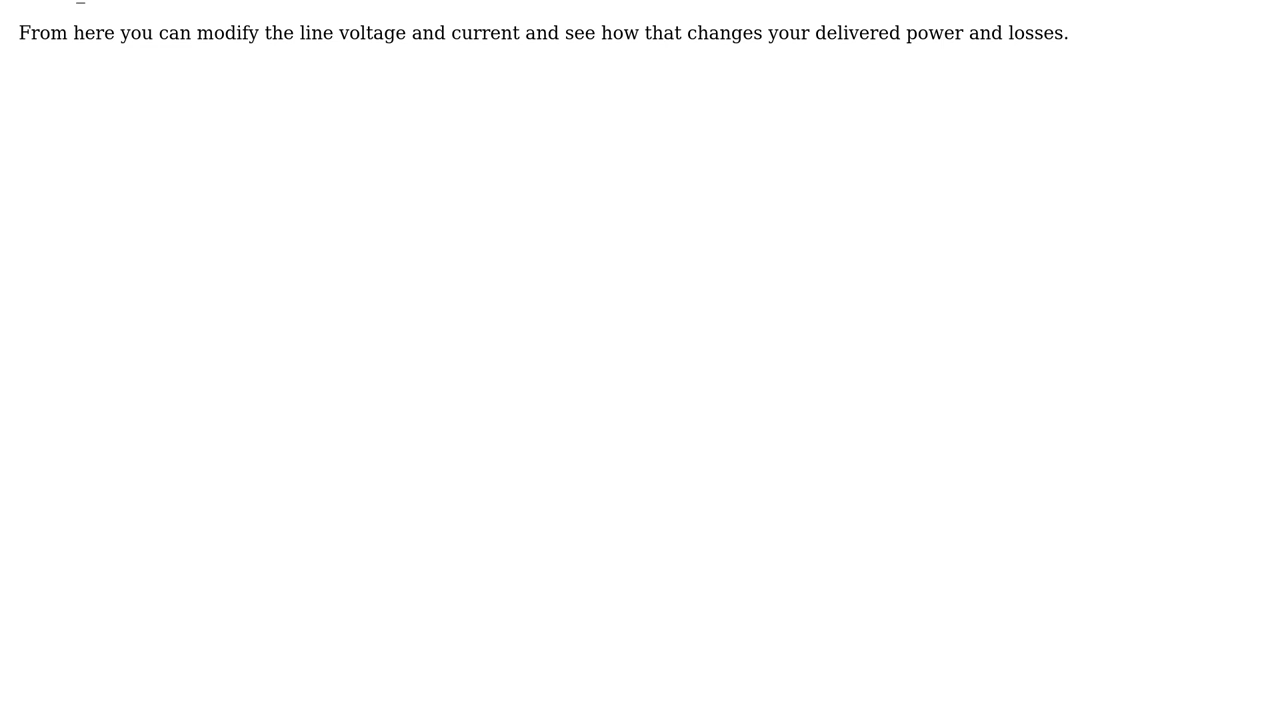 From here you can modify the line voltage and current and see how that changes your delivered power and losses.